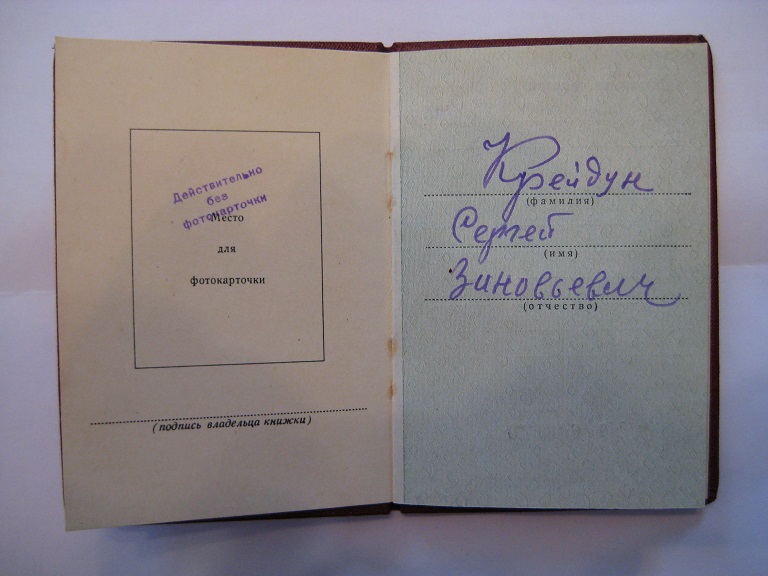 Действительно
без
фотокарточки
Место
для
фотокарточки
(подпись владельца книжки)
Крейдун
(фамилия)
Сергей
(имя)
Зиновьевич
(отчество)